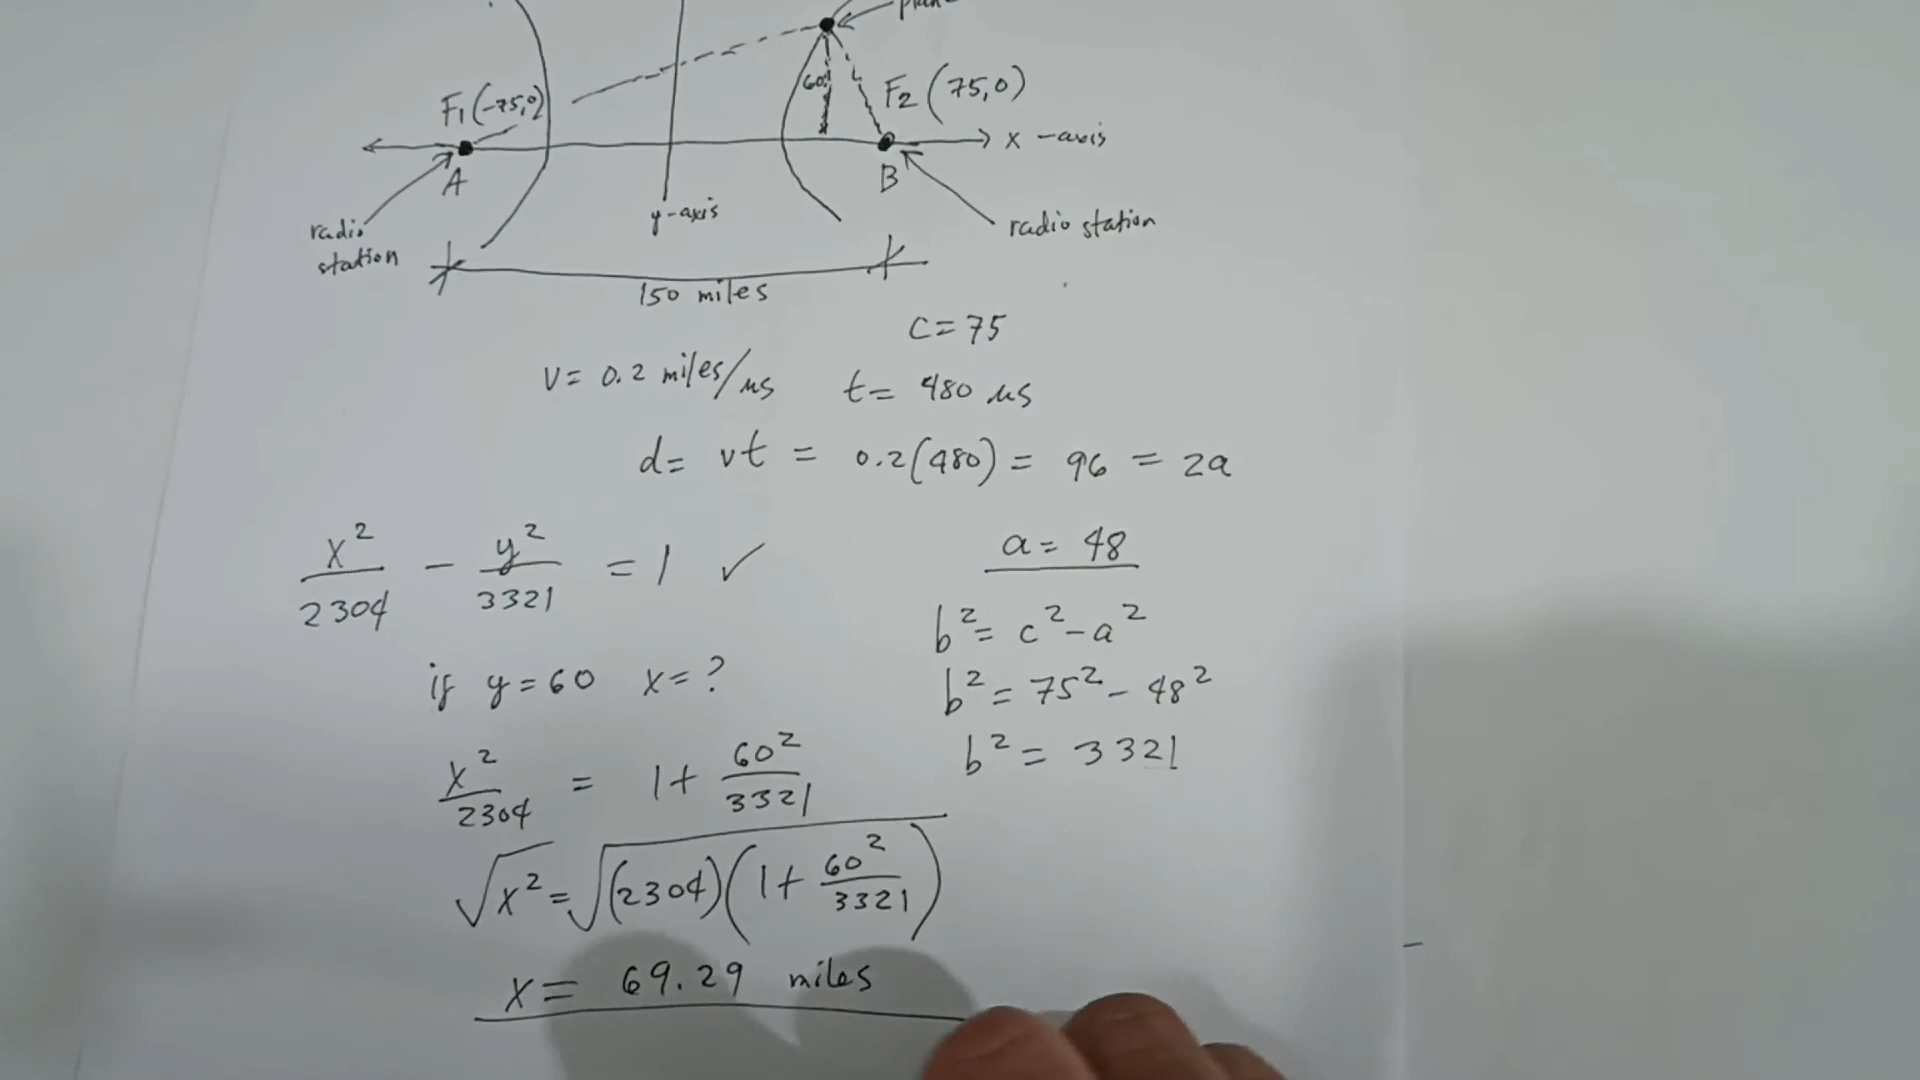 60
F₁(-75,0)
F₂ (75,0)
x-axis
A
B
y-axis
radio station
radio station
150 miles
c = 75
v = 0.2 miles/μs t = 480 μs
d = vt = 0.2(480) = 96 = 2a
x²/2304 - y²/3321 = 1 ✓
a = 48
b² = c² - a²
if y = 60 x = ?
b² = 75² - 48²
b² = 3321
x²/2304 = 1 + 60²/3321
√x² = √(2304)(1 + 60²/3321)
x = 69.29 miles